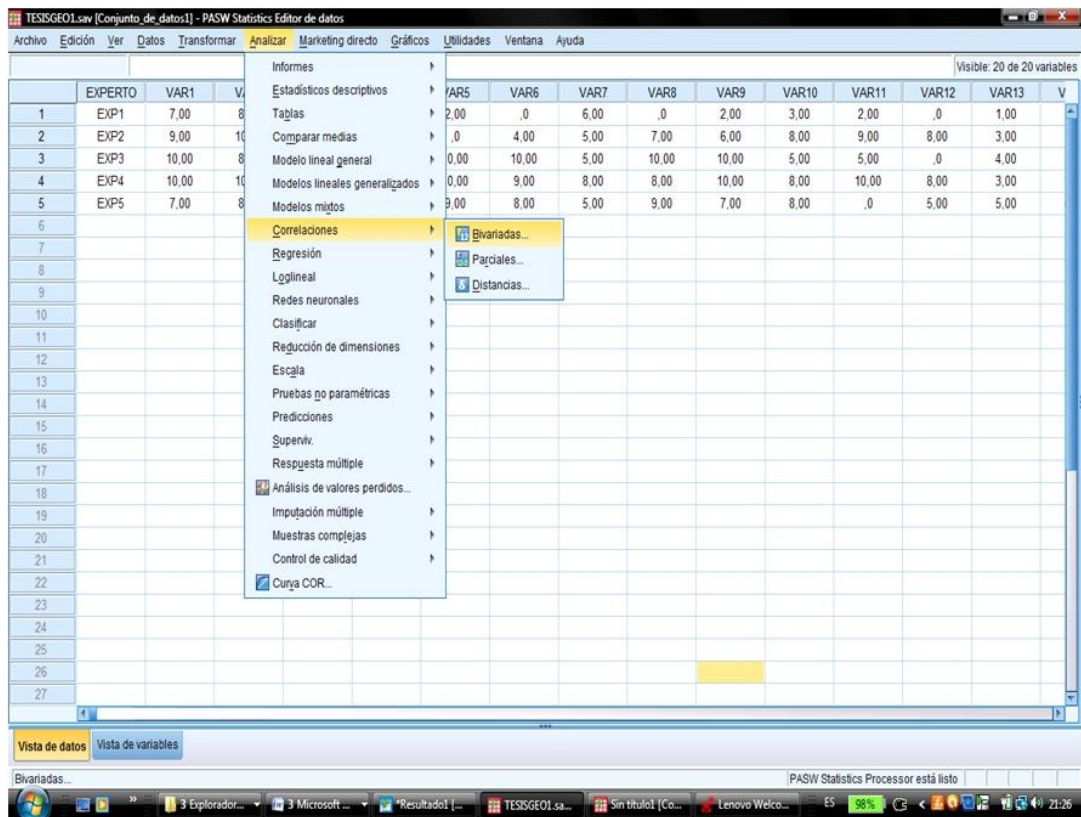 TESISGEO1.sav [Conjunto_de_datos1] - PASW Statistics Editor de datos
Archivo Edición Ver Datos Transformar Analizar Marketing directo Gráficos Utilidades Ventana Ayuda
Visible: 20 de 20 variables
EXPERTO VAR1 VAR5 VAR6 VAR7 VAR8 VAR9 VAR10 VAR11 VAR12 VAR13 V
1 EXP1 7,00 8 2,00 ,0 6,00 ,0 2,00 3,00 2,00 ,0 1,00
2 EXP2 9,00 10 ,0 4,00 5,00 7,00 6,00 8,00 9,00 8,00 3,00
3 EXP3 10,00 8 0,00 10,00 5,00 10,00 10,00 5,00 5,00 ,0 4,00
4 EXP4 10,00 10 0,00 9,00 8,00 8,00 10,00 8,00 10,00 8,00 3,00
5 EXP5 7,00 8 9,00 8,00 5,00 9,00 7,00 8,00 ,0 5,00 5,00
6
7
8
9
10
11
12
13
14
15
16
17
18
19
20
21
22
23
24
25
26
27
Informes
Estadísticos descriptivos
Tablas
Comparar medias
Modelo lineal general
Modelos lineales generalizados
Modelos mixtos
Correlaciones
Regresión
Loglineal
Redes neuronales
Clasificar
Reducción de dimensiones
Escala
Pruebas no paramétricas
Predicciones
Superviv.
Respuesta múltiple
Análisis de valores perdidos...
Imputación múltiple
Muestras complejas
Control de calidad
Curva COR...
Bivariadas...
Parciales...
Distancias...
Vista de datos Vista de variables
Bivariadas... PASW Statistics Processor está listo
3 Explorador... 3 Microsoft ... *Resultado1 [... TESISGEO1.sa... Sin título1 [Co... Lenovo Welco... ES 98% 21:26